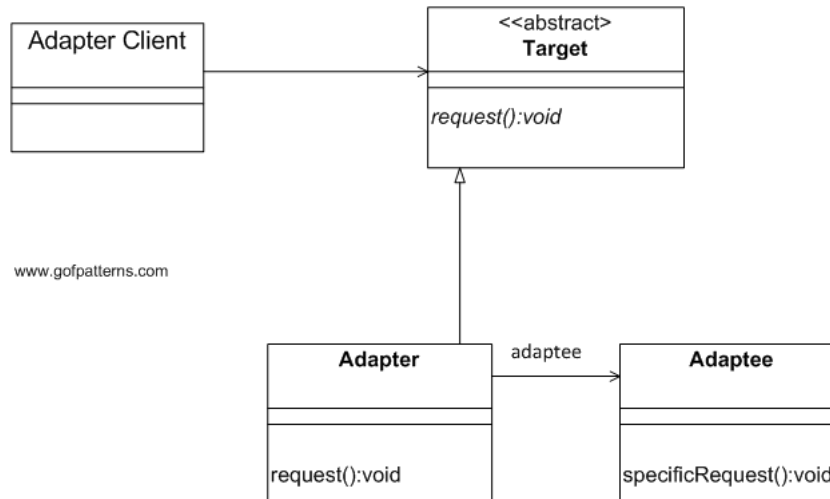 Adapter Client
<<abstract>
Target
request():void
www.gofpatterns.com
Adapter
adaptee
Adaptee
request():void
specificRequest():void